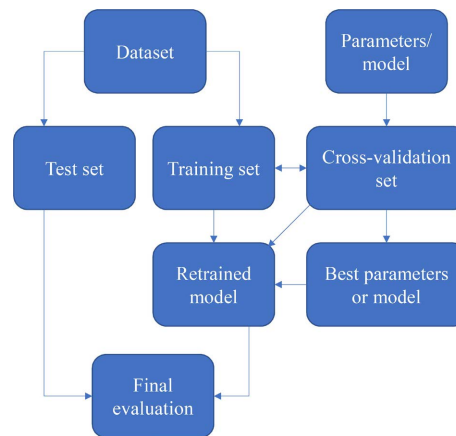 Dataset
Parameters/
model
Test set
Training set
Cross-validation
set
Retrained
model
Best parameters
or model
Final
evaluation